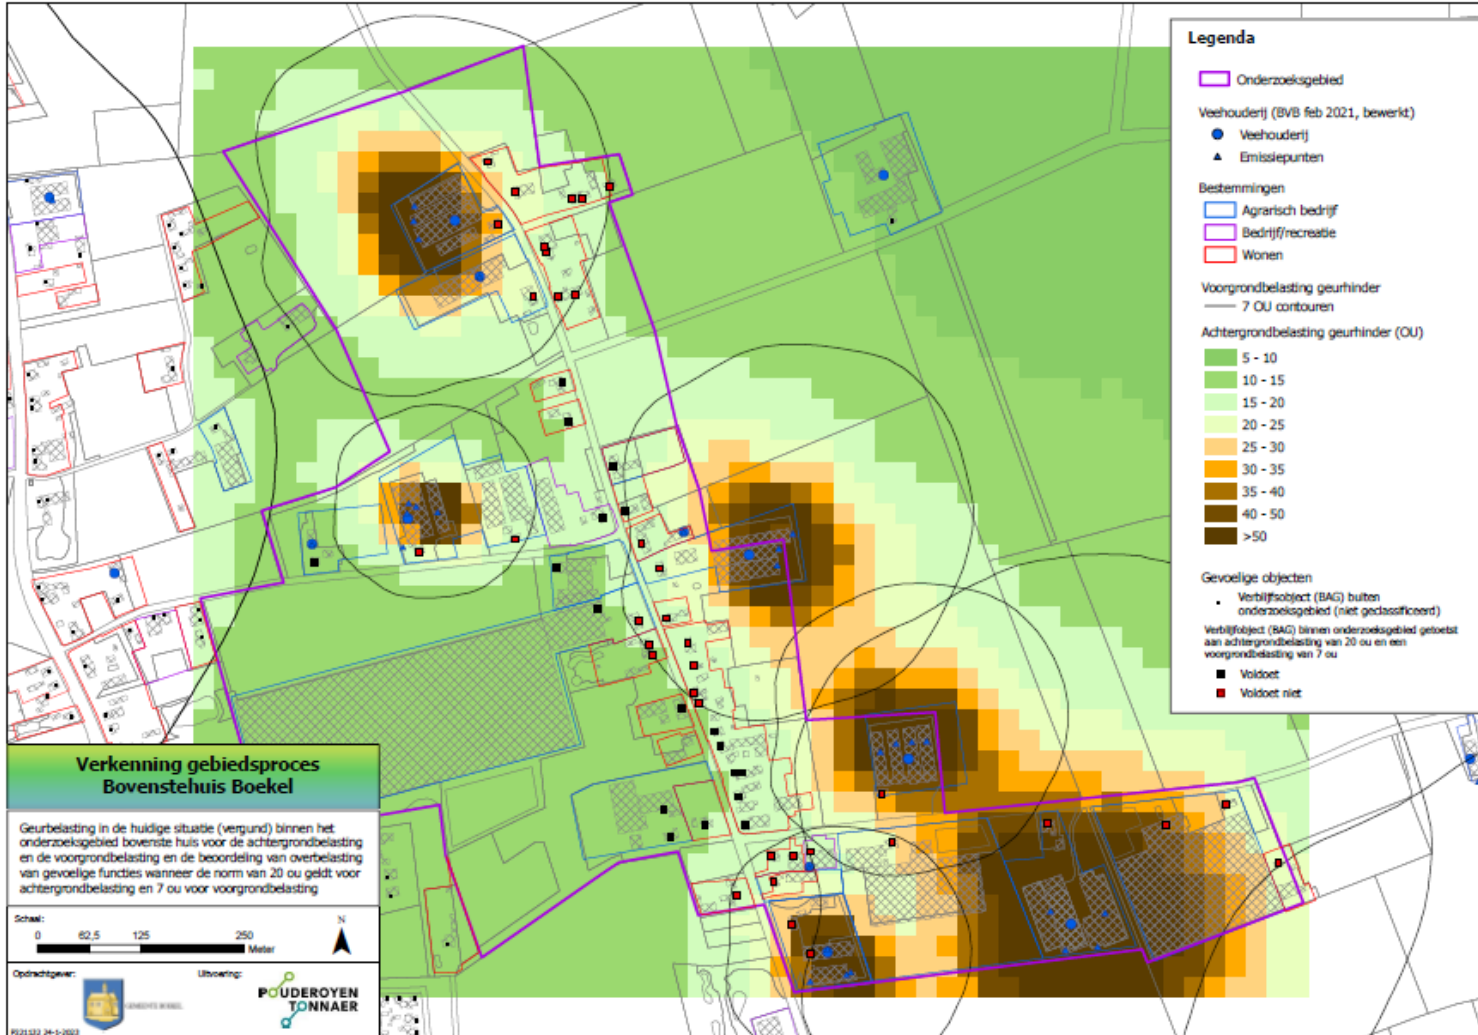 Legenda
Onderzoeksgebied
Veehouderij (BVB feb 2021, bewerkt)
Veehouderij
Emissiepunten
Bestemmingen
Agrarisch bedrijf
Bedrijf/recreatie
Wonen
Voorgrondbelasting geurhinder
7 OU contouren
Achtergrondbelasting geurhinder (OU)
5 - 10
10 - 15
15 - 20
20 - 25
25 - 30
30 - 35
35 - 40
40 - 50
>50
Gevoelige objecten
Verblijfsobject (BAG) buiten
onderzoeksgebied (niet geclassificeerd)
Verblijfobject (BAG) binnen onderzoeksgebied getoetst
aan achtergrondbelasting van 20 ou en een
voorgrondbelasting van 7 ou
Voldoet
Voldoet niet
Verkenning gebiedsproces
Bovenstehuis Boekel
Geurbelasting in de huidige situatie (vergund) binnen het
onderzoeksgebied bovenste huis voor de achtergrondbelasting
en de voorgrondbelasting en de beoordeling van overbelasting
van gevoelige functies wanneer de norm van 20 ou geldt voor
achtergrondbelasting en 7 ou voor voorgrondbelasting
Schaal:
0 62,5 125 250
Meter
N
Opdrachtgever:
GEMEENTE BOEKEL
Uitvoering:
POUDEROYEN
TONNAER